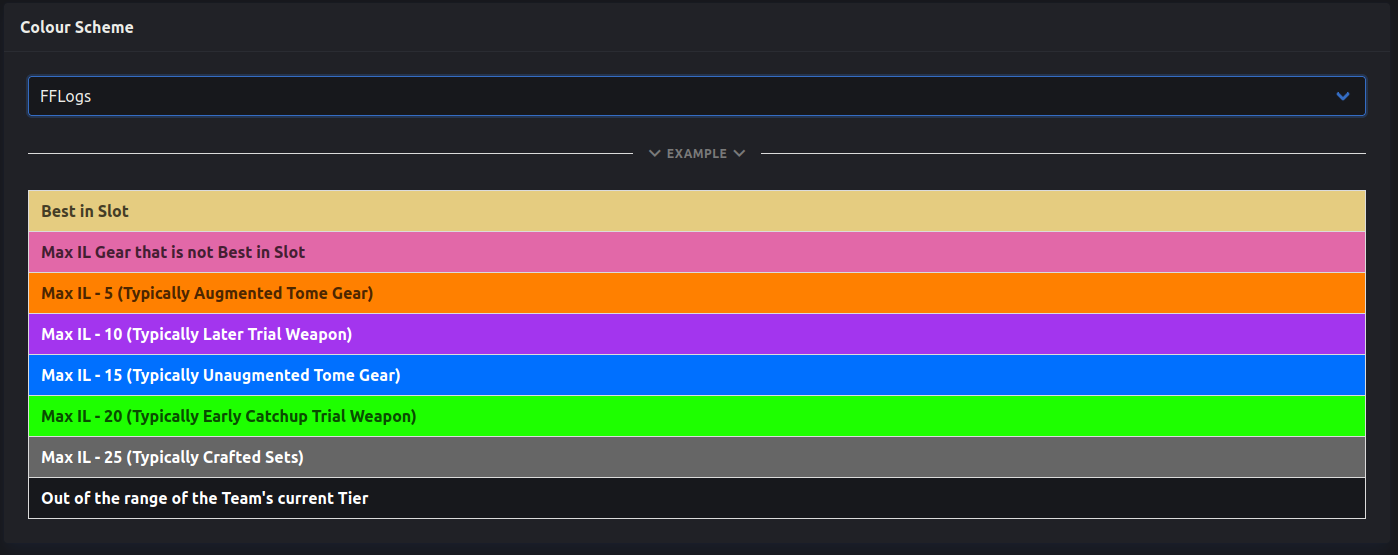 Colour Scheme
FFLogs
EXAMPLE
Best in Slot
Max IL Gear that is not Best in Slot
Max IL - 5 (Typically Augmented Tome Gear)
Max IL - 10 (Typically Later Trial Weapon)
Max IL - 15 (Typically Unaugmented Tome Gear)
Max IL - 20 (Typically Early Catchup Trial Weapon)
Max IL - 25 (Typically Crafted Sets)
Out of the range of the Team's current Tier